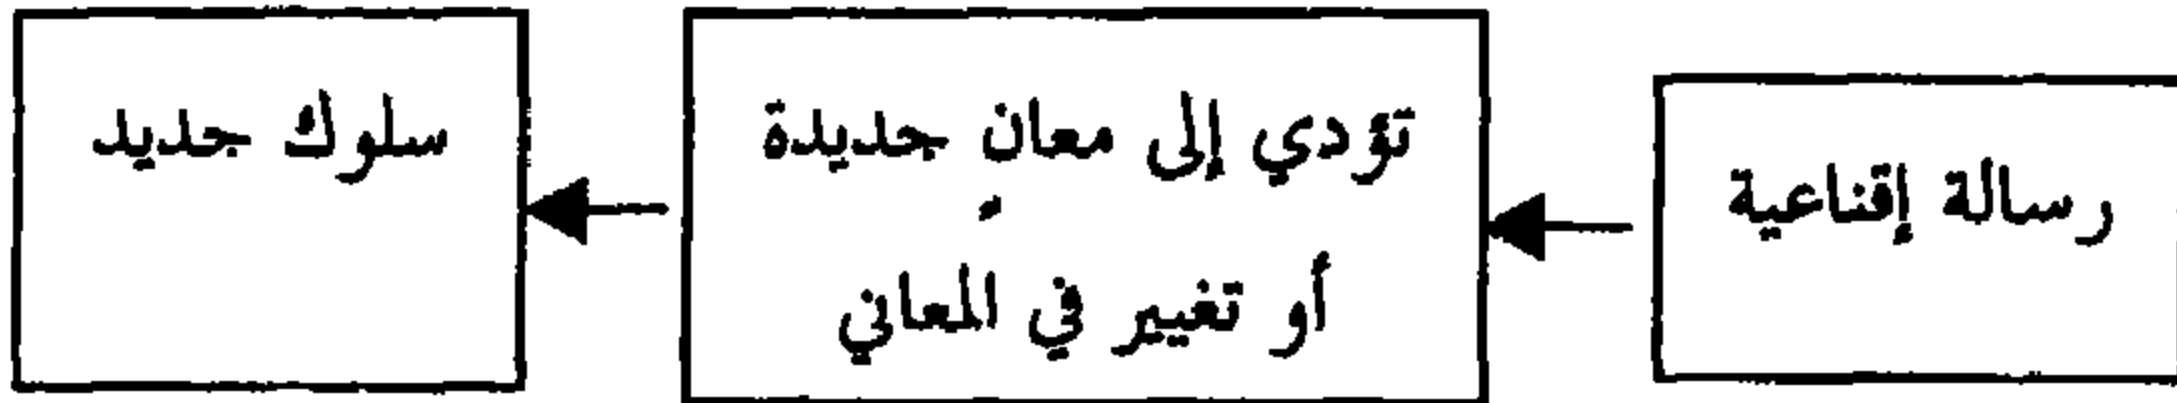 رسالة إقناعية
تؤدي إلى معانٍ جديدة
أو تغيير في المعاني
سلوك جديد